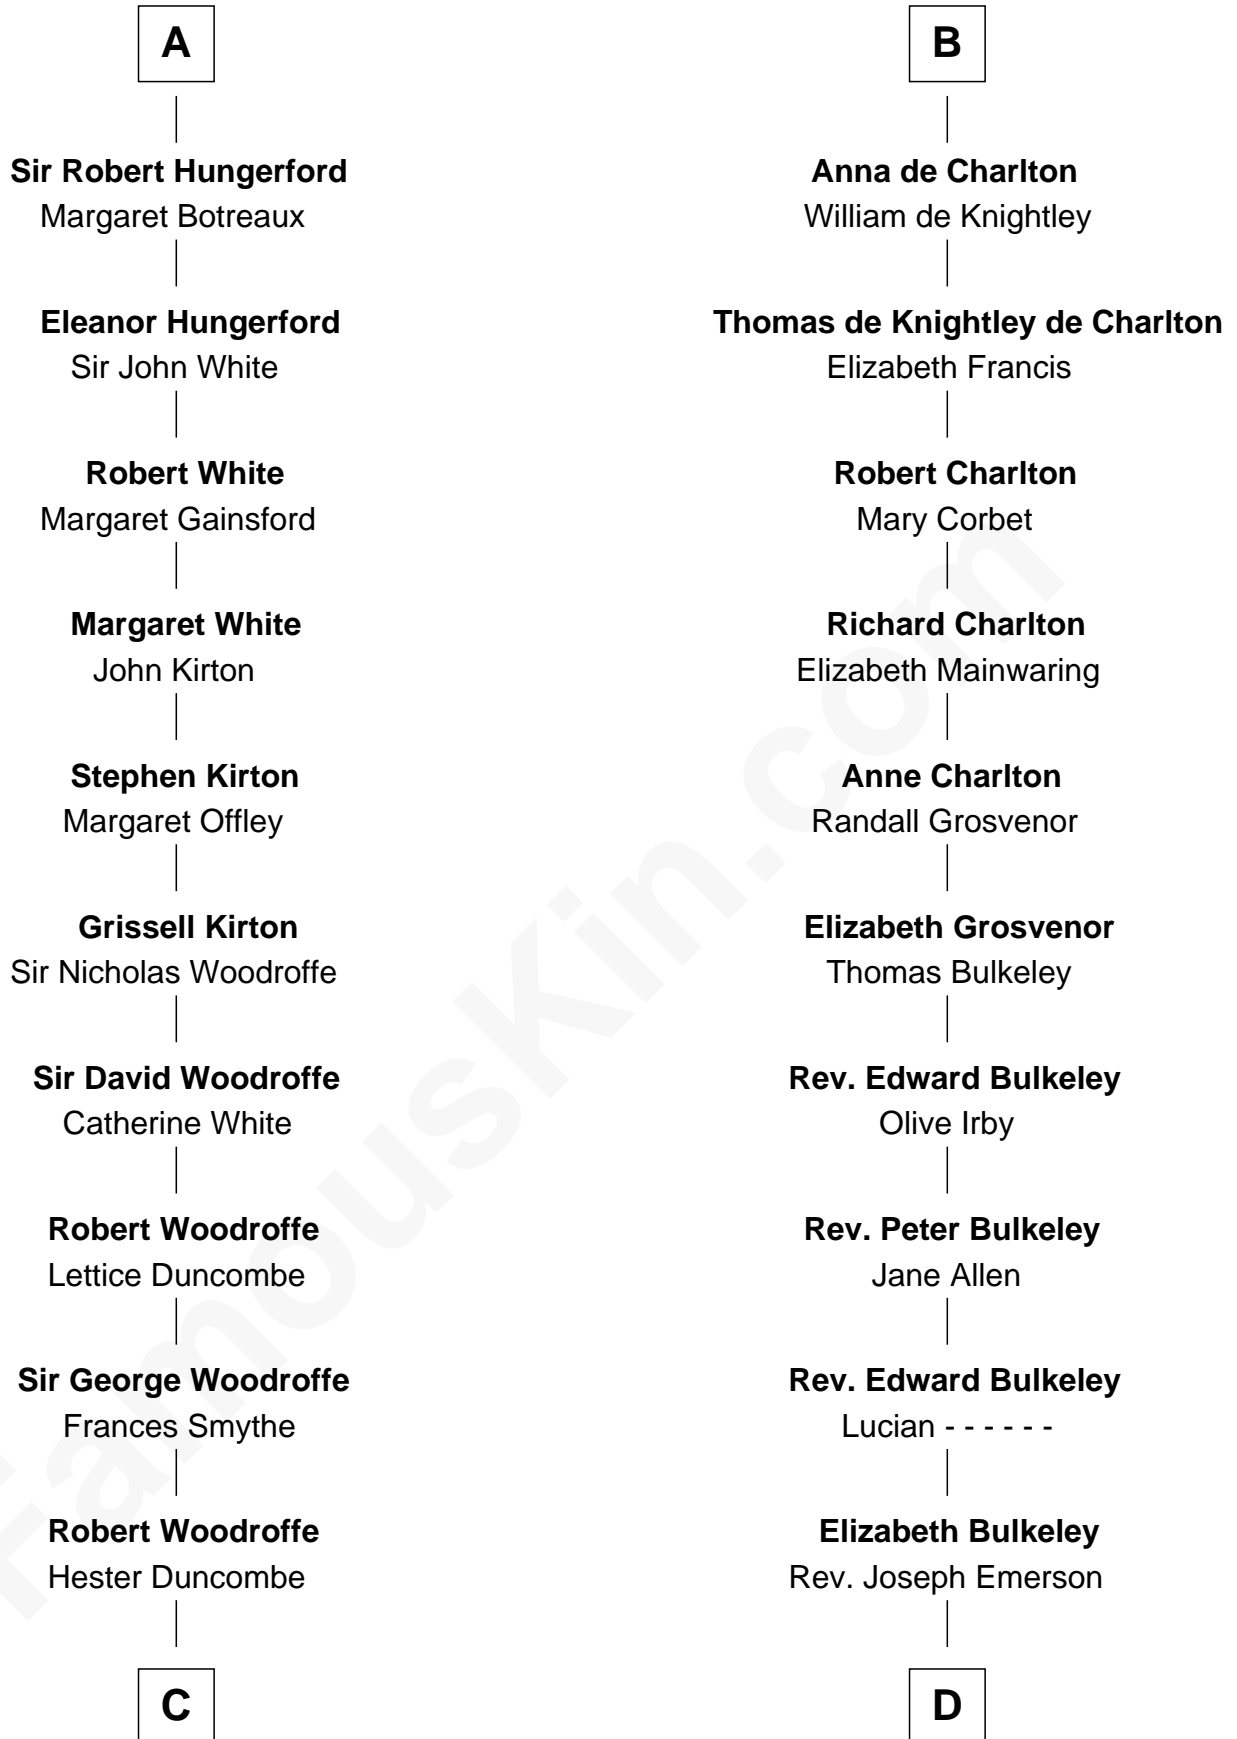 A
Sir Robert Hungerford
Margaret Botreaux
Eleanor Hungerford
Sir John White
Robert White
Margaret Gainsford
Margaret White
John Kirton
Stephen Kirton
Margaret Offley
Grissell Kirton
Sir Nicholas Woodroffe
Sir David Woodroffe
Catherine White
Robert Woodroffe
Lettice Duncombe
Sir George Woodroffe
Frances Smythe
Robert Woodroffe
Hester Duncombe
C
B
Anna de Charlton
William de Knightley
Thomas de Knightley de Charlton
Elizabeth Francis
Robert Charlton
Mary Corbet
Richard Charlton
Elizabeth Mainwaring
Anne Charlton
Randall Grosvenor
Elizabeth Grosvenor
Thomas Bulkeley
Rev. Edward Bulkeley
Olive Irby
Rev. Peter Bulkeley
Jane Allen
Rev. Edward Bulkeley
Lucian - - - - - -
Elizabeth Bulkeley
Rev. Joseph Emerson
D
FamousKin.com